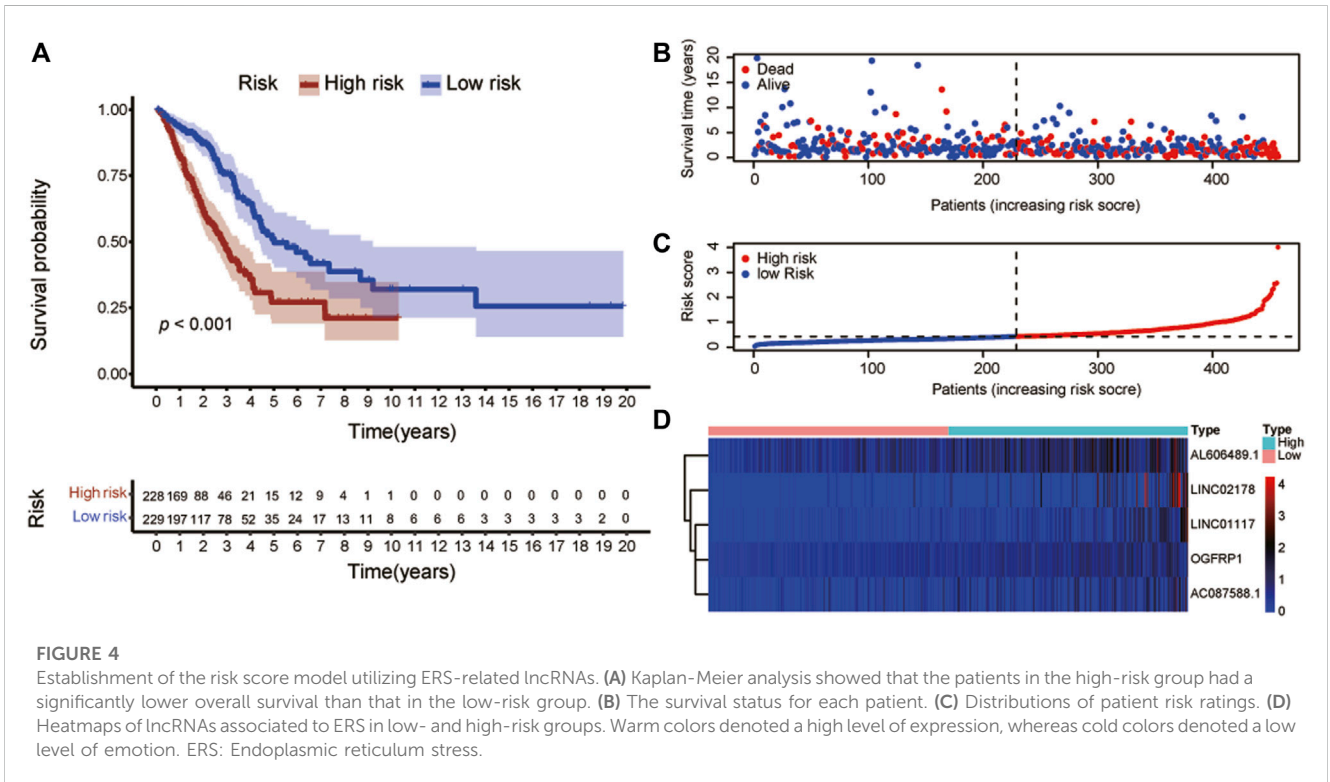 A
Risk High risk Low risk
Survival probability
1.00
0.75
0.50
0.25
0.00
p < 0.001
0 1 2 3 4 5 6 7 8 9 10 11 12 13 14 15 16 17 18 19 20
Time(years)
Risk
High risk 228 169 88 46 21 15 12 9 4 1 1 0 0 0 0 0 0 0 0 0 0
Low risk 229 197 117 78 52 35 24 17 13 11 8 6 6 6 3 3 3 3 3 2 0
0 1 2 3 4 5 6 7 8 9 10 11 12 13 14 15 16 17 18 19 20
Time(years)
B
Survival time (years)
20
15
10
5
0
Dead
Alive
0 100 200 300 400
Patients (increasing risk socre)
C
Risk score
4
3
2
1
0
High risk
low Risk
0 100 200 300 400
Patients (increasing risk socre)
D
Type
AL606489.1
LINC02178
LINC01117
OGFRP1
AC087588.1
Type
High
Low
4
3
2
1
0
FIGURE 4
Establishment of the risk score model utilizing ERS-related lncRNAs. (A) Kaplan-Meier analysis showed that the patients in the high-risk group had a
significantly lower overall survival than that in the low-risk group. (B) The survival status for each patient. (C) Distributions of patient risk ratings. (D)
Heatmaps of lncRNAs associated to ERS in low- and high-risk groups. Warm colors denoted a high level of expression, whereas cold colors denoted a low
level of emotion. ERS: Endoplasmic reticulum stress.